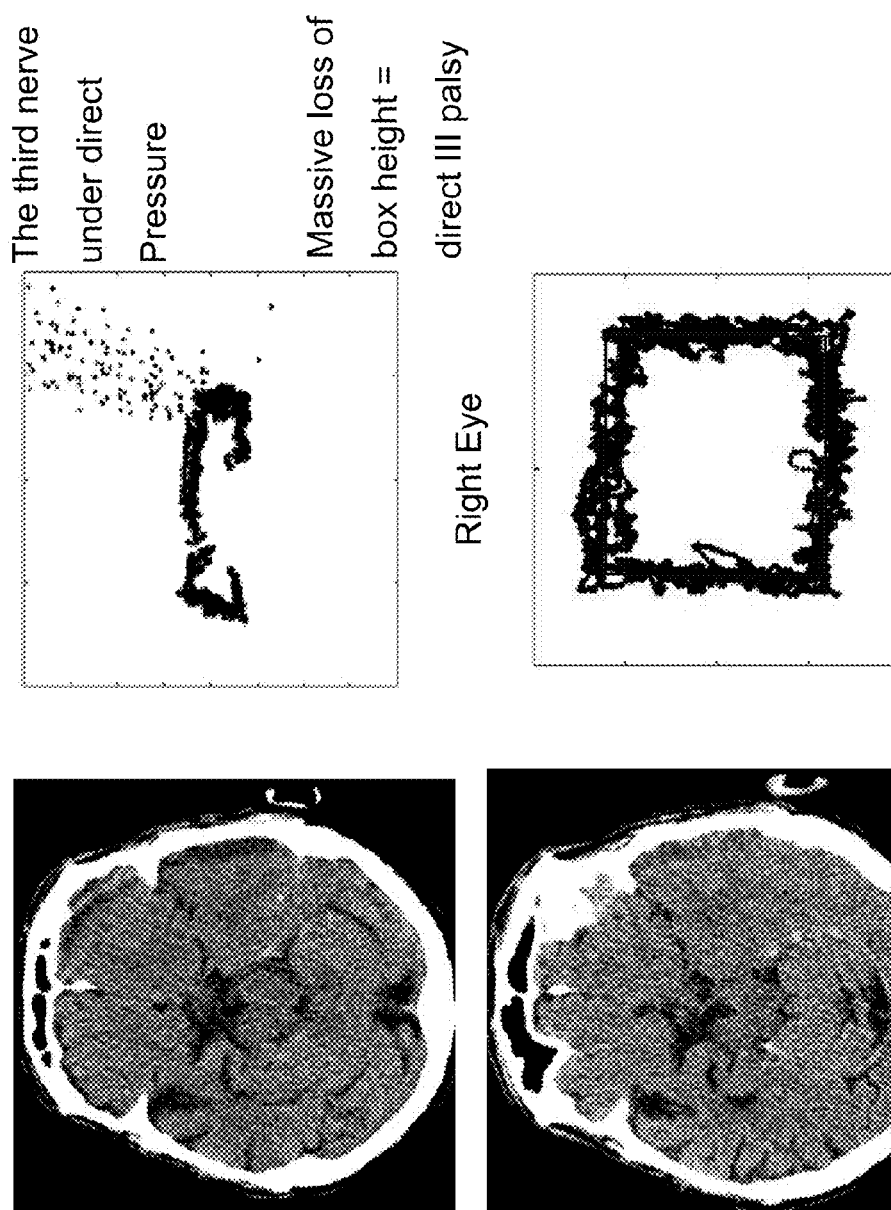 The third nerve
under direct
Pressure
Massive loss of
box height =
direct III palsy
Right Eye